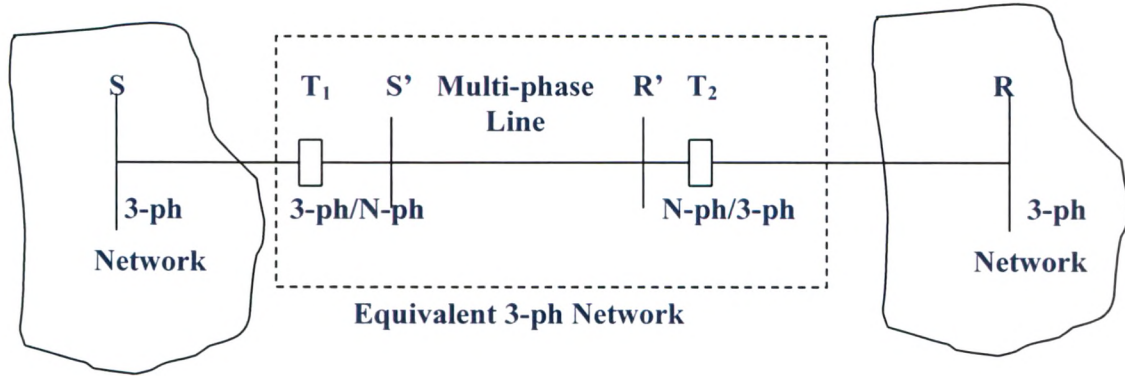 S
T₁
S’
Multi-phase
Line
R’
T₂
R
3-ph
Network
3-ph/N-ph
N-ph/3-ph
3-ph
Network
Equivalent 3-ph Network